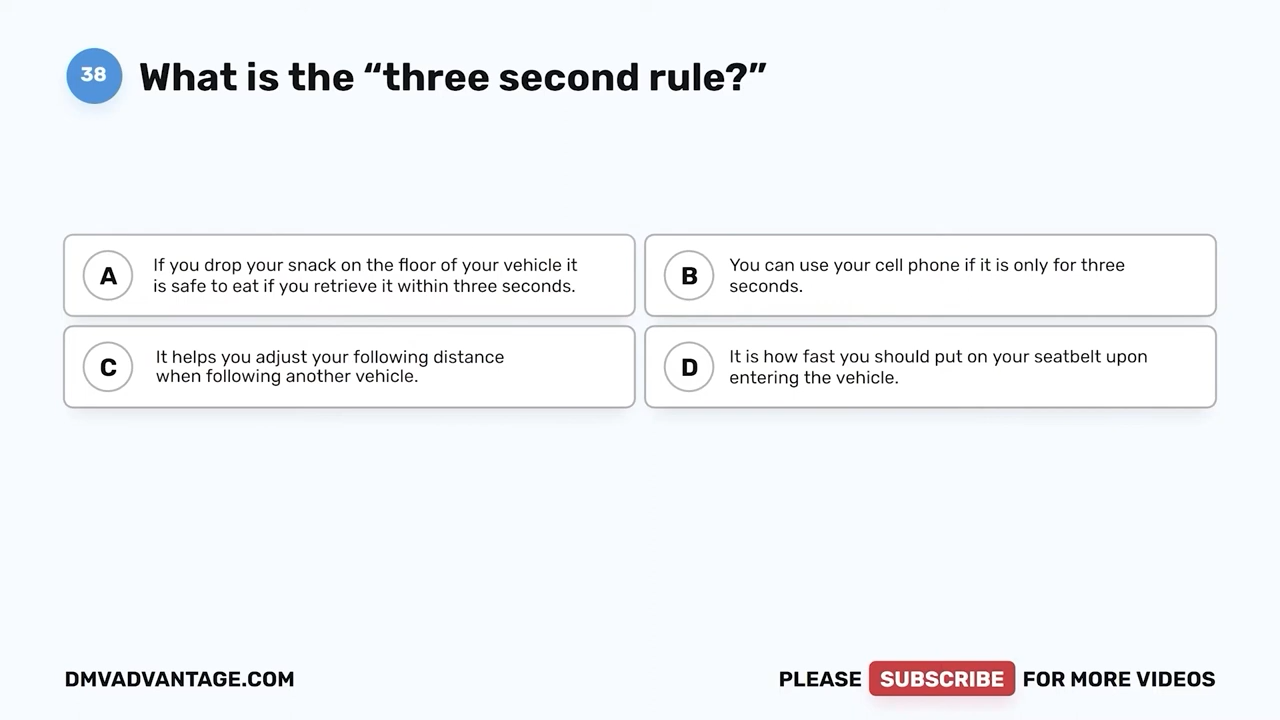 38
What is the “three second rule?”
A
If you drop your snack on the floor of your vehicle it
is safe to eat if you retrieve it within three seconds.
B
You can use your cell phone if it is only for three
seconds.
C
It helps you adjust your following distance
when following another vehicle.
D
It is how fast you should put on your seatbelt upon
entering the vehicle.
DMVADVANTAGE.COM
PLEASE SUBSCRIBE FOR MORE VIDEOS